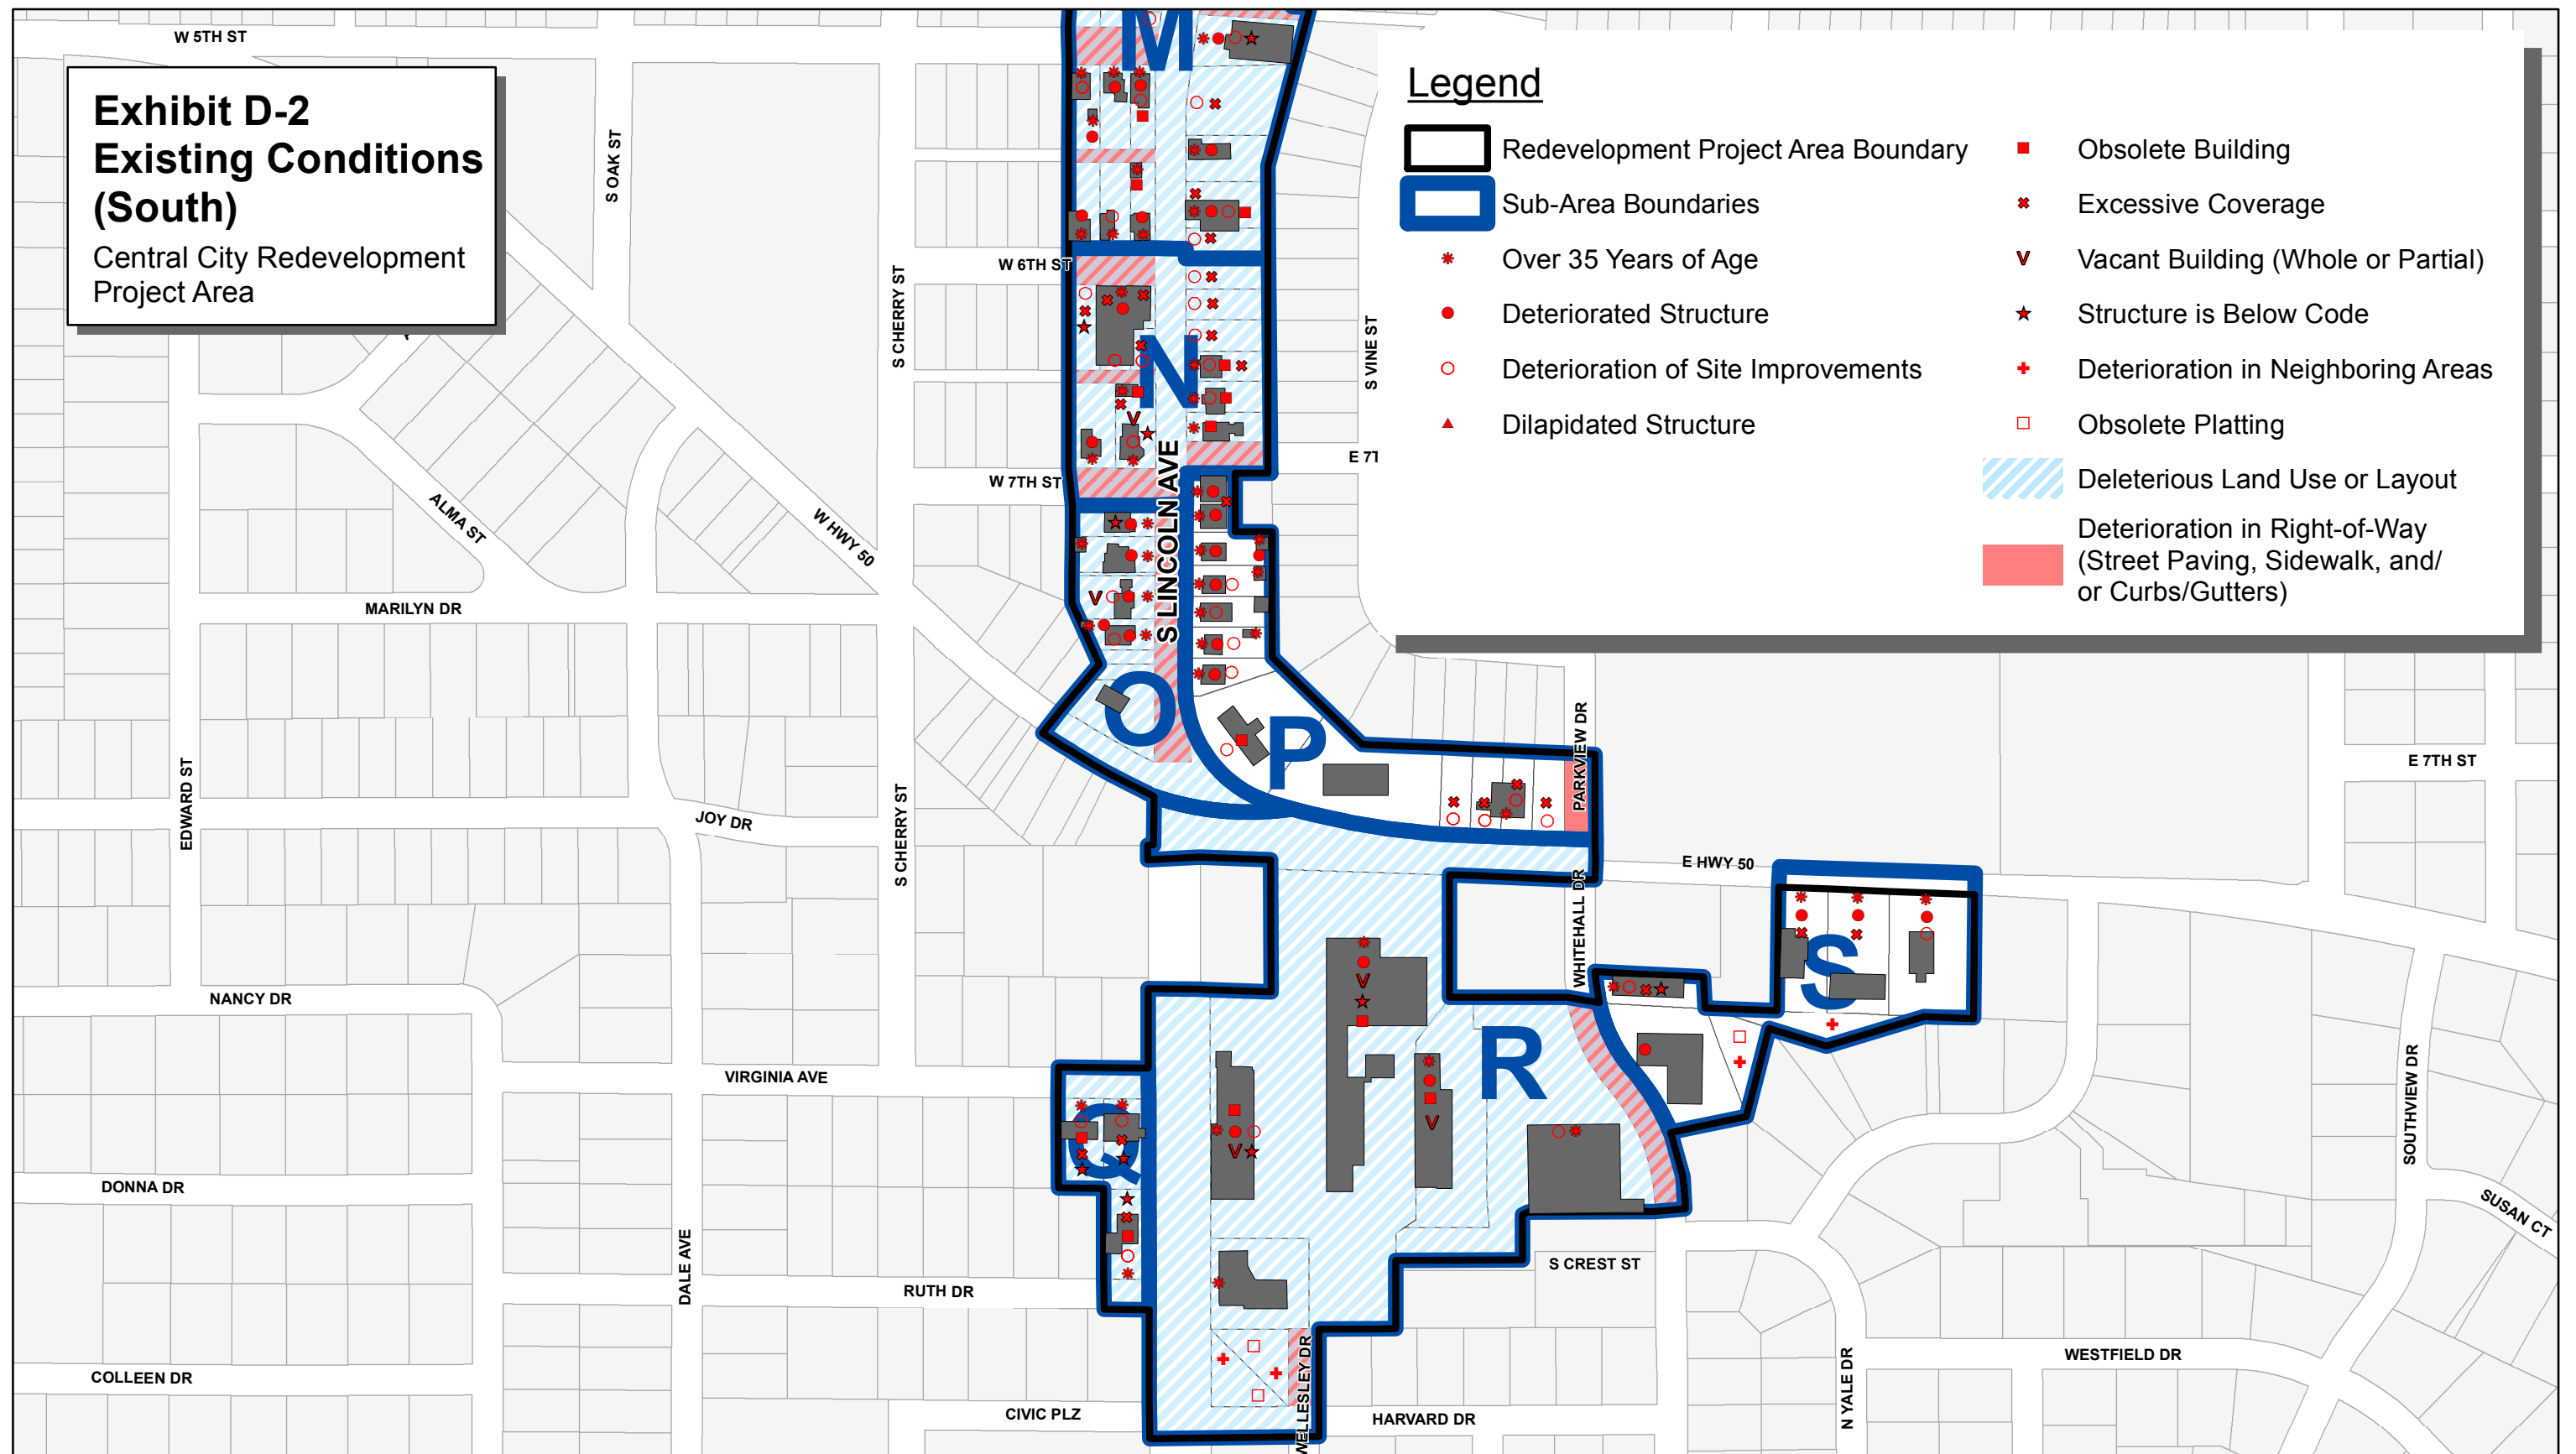 Exhibit D-2
Existing Conditions
(South)
Central City Redevelopment
Project Area
Legend
Redevelopment Project Area Boundary
Sub-Area Boundaries
Over 35 Years of Age
Deteriorated Structure
Deterioration of Site Improvements
Dilapidated Structure
Obsolete Building
Excessive Coverage
V Vacant Building (Whole or Partial)
Structure is Below Code
Deterioration in Neighboring Areas
Obsolete Platting
Deleterious Land Use or Layout
Deterioration in Right-of-Way
(Street Paving, Sidewalk, and/
or Curbs/Gutters)
W 5TH ST
S OAK ST
S CHERRY ST
W 6TH ST
M
N
S VINE ST
E 7T
W 7TH ST
S LINCOLN AVE
ALMA ST
W HWY 50
MARILYN DR
V
V
O
P
PARKVIEW DR
E 7TH ST
EDWARD ST
JOY DR
S CHERRY ST
E HWY 50
WHITEHALL DR
S
NANCY DR
V
R
VIRGINIA AVE
Q
V
V
SOUTHVIEW DR
DONNA DR
SUSAN CT
DALE AVE
RUTH DR
S CREST ST
WELLESLEY DR
N YALE DR
WESTFIELD DR
COLLEEN DR
CIVIC PLZ
HARVARD DR